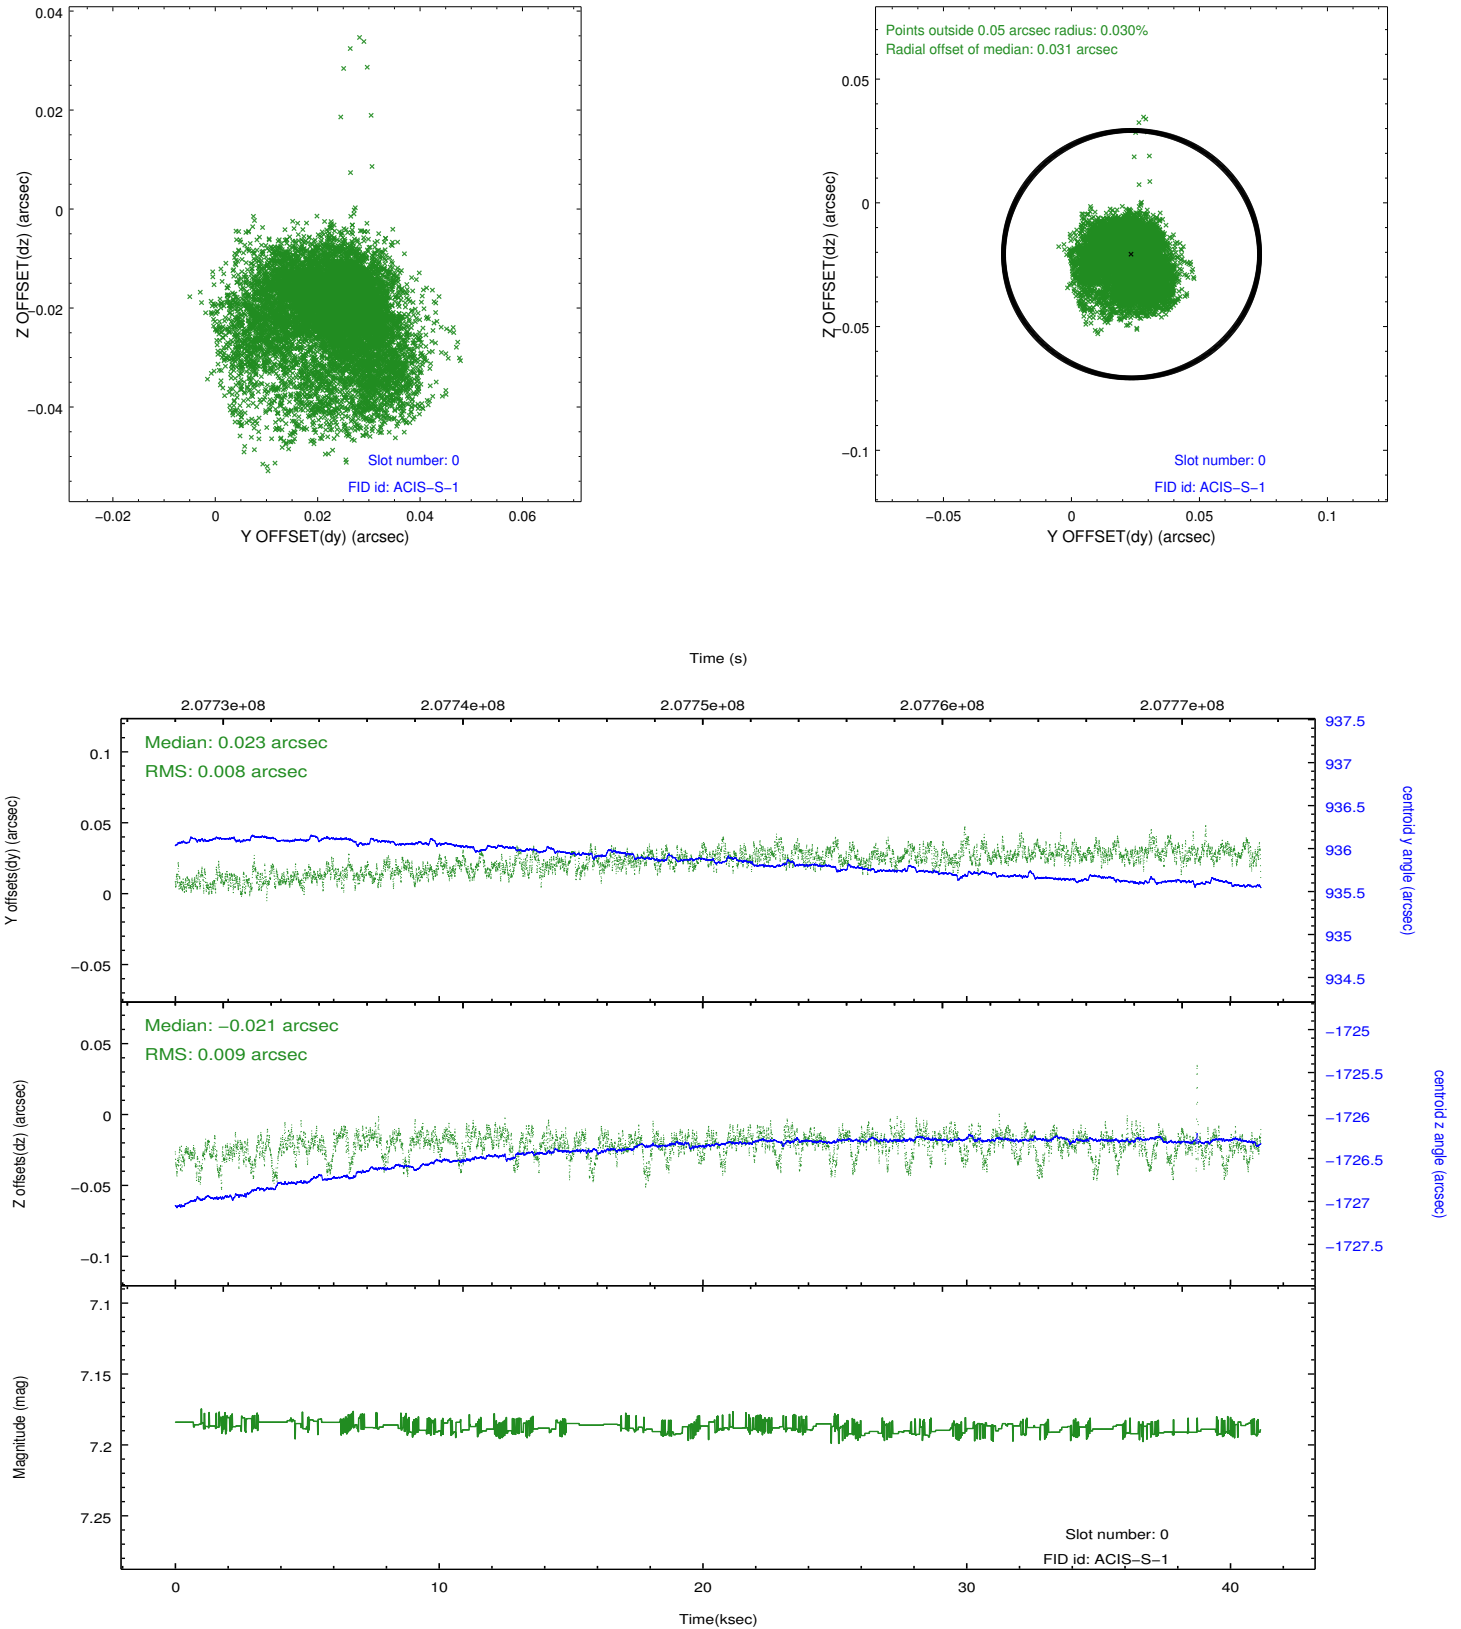 0.04
0.02
0
−0.02
−0.04
Z OFFSET(dz) (arcsec)
Slot number: 0
FID id: ACIS−S−1
−0.02
0
0.02
0.04
0.06
Y OFFSET(dy) (arcsec)
Points outside 0.05 arcsec radius: 0.030%
Radial offset of median: 0.031 arcsec
0.05
0
−0.05
−0.1
Z OFFSET(dz) (arcsec)
Slot number: 0
FID id: ACIS−S−1
−0.05
0
0.05
0.1
Y OFFSET(dy) (arcsec)
Time (s)
2.0773e+08
2.0774e+08
2.0775e+08
2.0776e+08
2.0777e+08
Median: 0.023 arcsec
RMS: 0.008 arcsec
0.1
0.05
0
−0.05
Y offsets(dy) (arcsec)
937.5
937
936.5
936
935.5
935
934.5
centroid y angle (arcsec)
Median: −0.021 arcsec
RMS: 0.009 arcsec
0.05
0
−0.05
−0.1
Z offsets(dz) (arcsec)
−1725
−1725.5
−1726
−1726.5
−1727
−1727.5
centroid z angle (arcsec)
7.1
7.15
7.2
7.25
Magnitude (mag)
Slot number: 0
FID id: ACIS−S−1
0
10
20
30
40
Time(ksec)